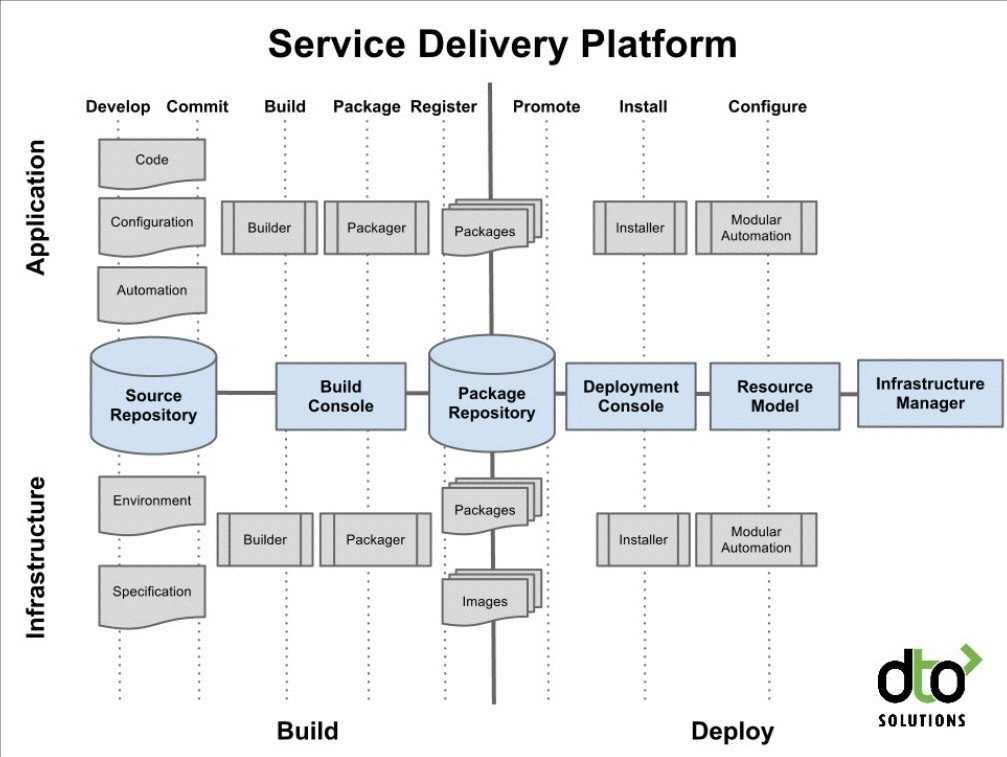 Service Delivery Platform
Develop Commit Build Package Register Promote Install Configure
Application
Code
Configuration
Automation
Builder
Packager
Packages
Installer
Modular
Automation
Source
Repository
Build
Console
Package
Repository
Deployment
Console
Resource
Model
Infrastructure
Manager
Infrastructure
Environment
Specification
Builder
Packager
Packages
Images
Installer
Modular
Automation
Build
Deploy
dto
SOLUTIONS